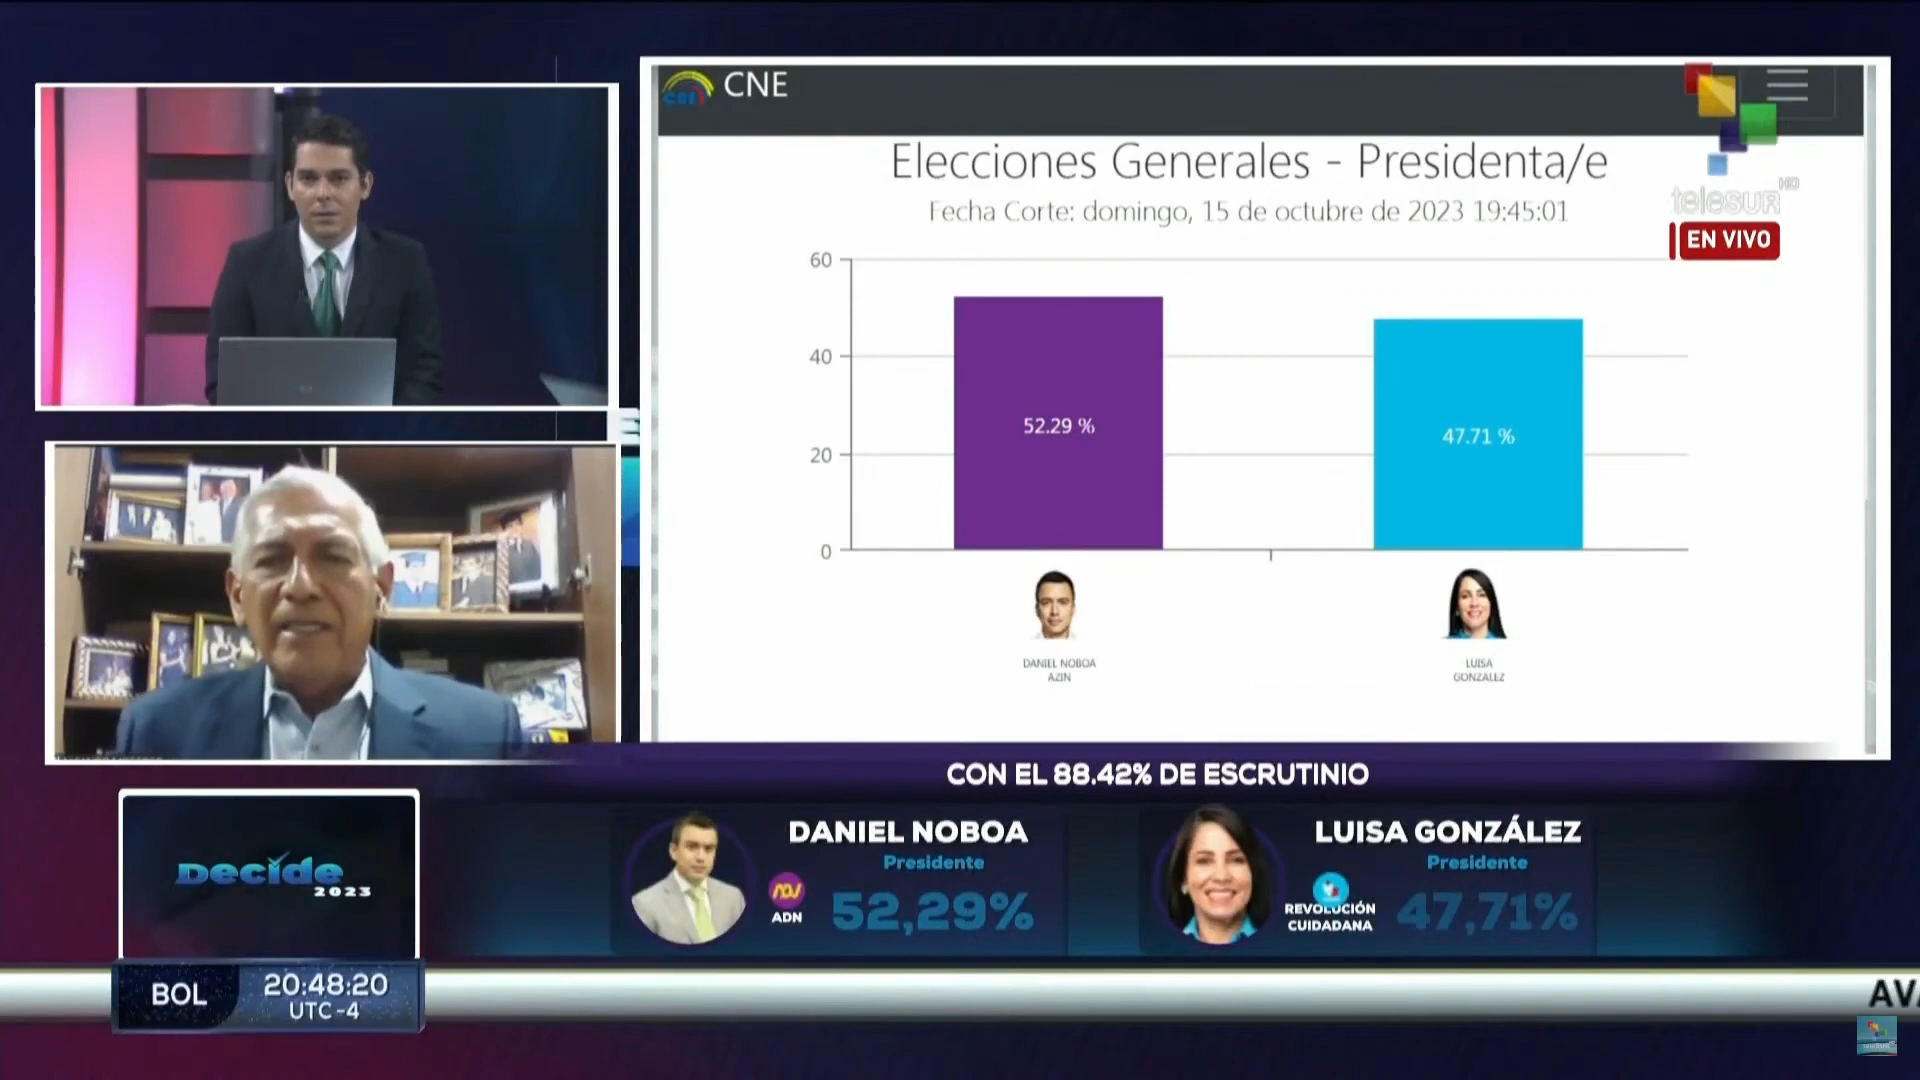 CNE
Elecciones Generales - Presidenta/e
Fecha Corte: domingo, 15 de octubre de 2023 19:45:01
teleSUR HD
EN VIVO
60
40
20
0
52.29 %
47.71 %
DANIEL NOBOA
AZIN
LUISA
GONZALEZ
CON EL 88.42% DE ESCRUTINIO
DANIEL NOBOA
Presidente
ADN
52,29%
LUISA GONZÁLEZ
Presidente
REVOLUCIÓN
CUIDADANA
47,71%
Decide
2023
BOL
20:48:20
UTC-4
AVA